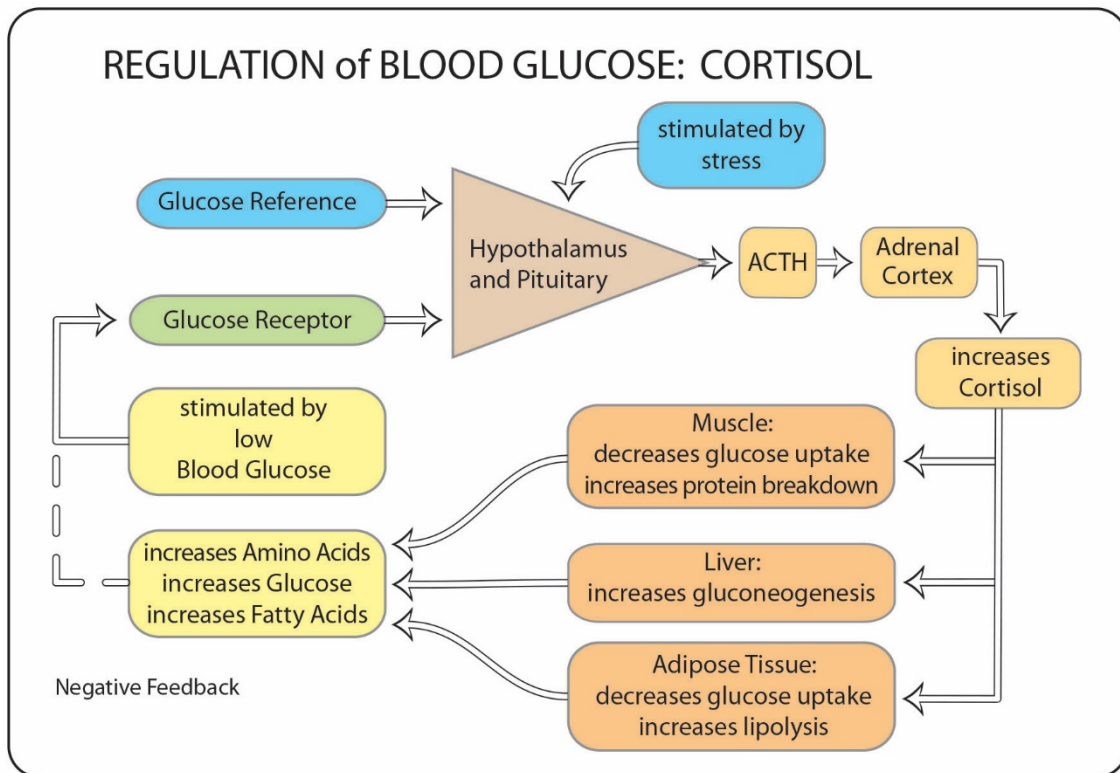 REGULATION of BLOOD GLUCOSE: CORTISOL
stimulated by
stress
Glucose Reference
Hypothalamus
and Pituitary
ACTH
Adrenal
Cortex
Glucose Receptor
increases
Cortisol
stimulated by
low
Blood Glucose
Muscle:
decreases glucose uptake
increases protein breakdown
increases Amino Acids
increases Glucose
increases Fatty Acids
Liver:
increases gluconeogenesis
Adipose Tissue:
decreases glucose uptake
increases lipolysis
Negative Feedback